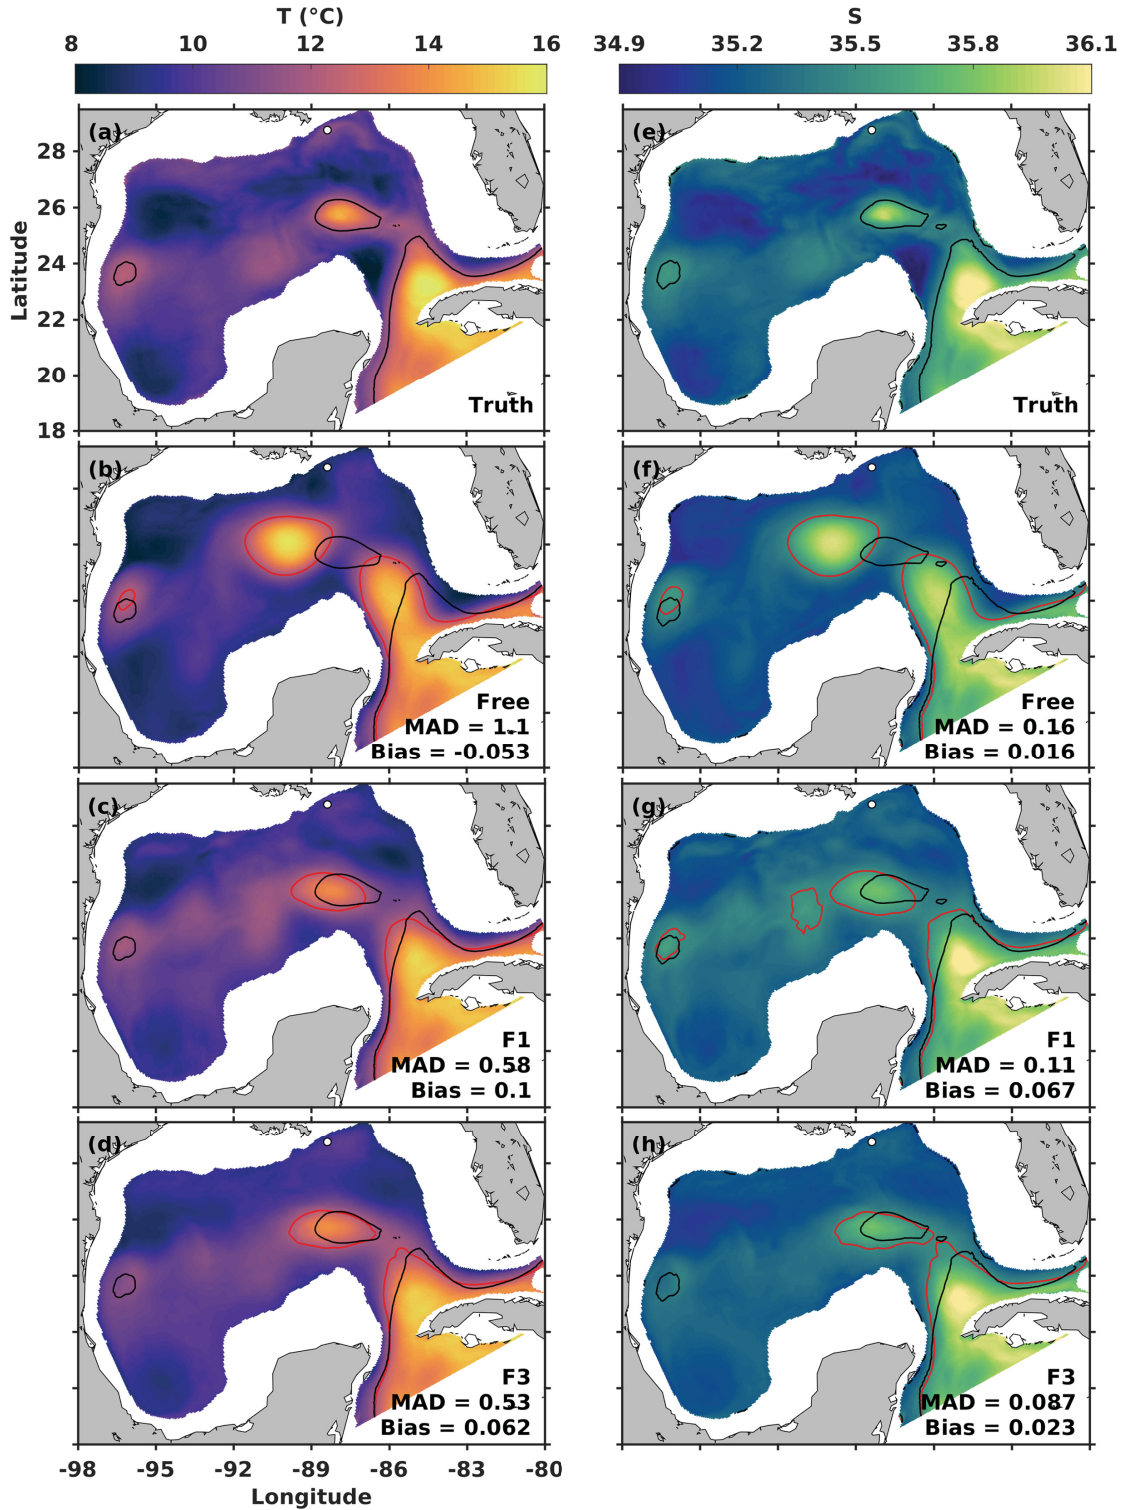 T (°C)
S
8 10 12 14 16
34.9 35.2 35.5 35.8 36.1
(a)
(e)
28
26
24
22
20
18
Latitude
Truth
Truth
(b)
(f)
Free
MAD = 1.1
Bias = -0.053
Free
MAD = 0.16
Bias = 0.016
(c)
(g)
F1
MAD = 0.58
Bias = 0.1
F1
MAD = 0.11
Bias = 0.067
(d)
(h)
F3
MAD = 0.53
Bias = 0.062
F3
MAD = 0.087
Bias = 0.023
-98 -95 -92 -89 -86 -83 -80
Longitude